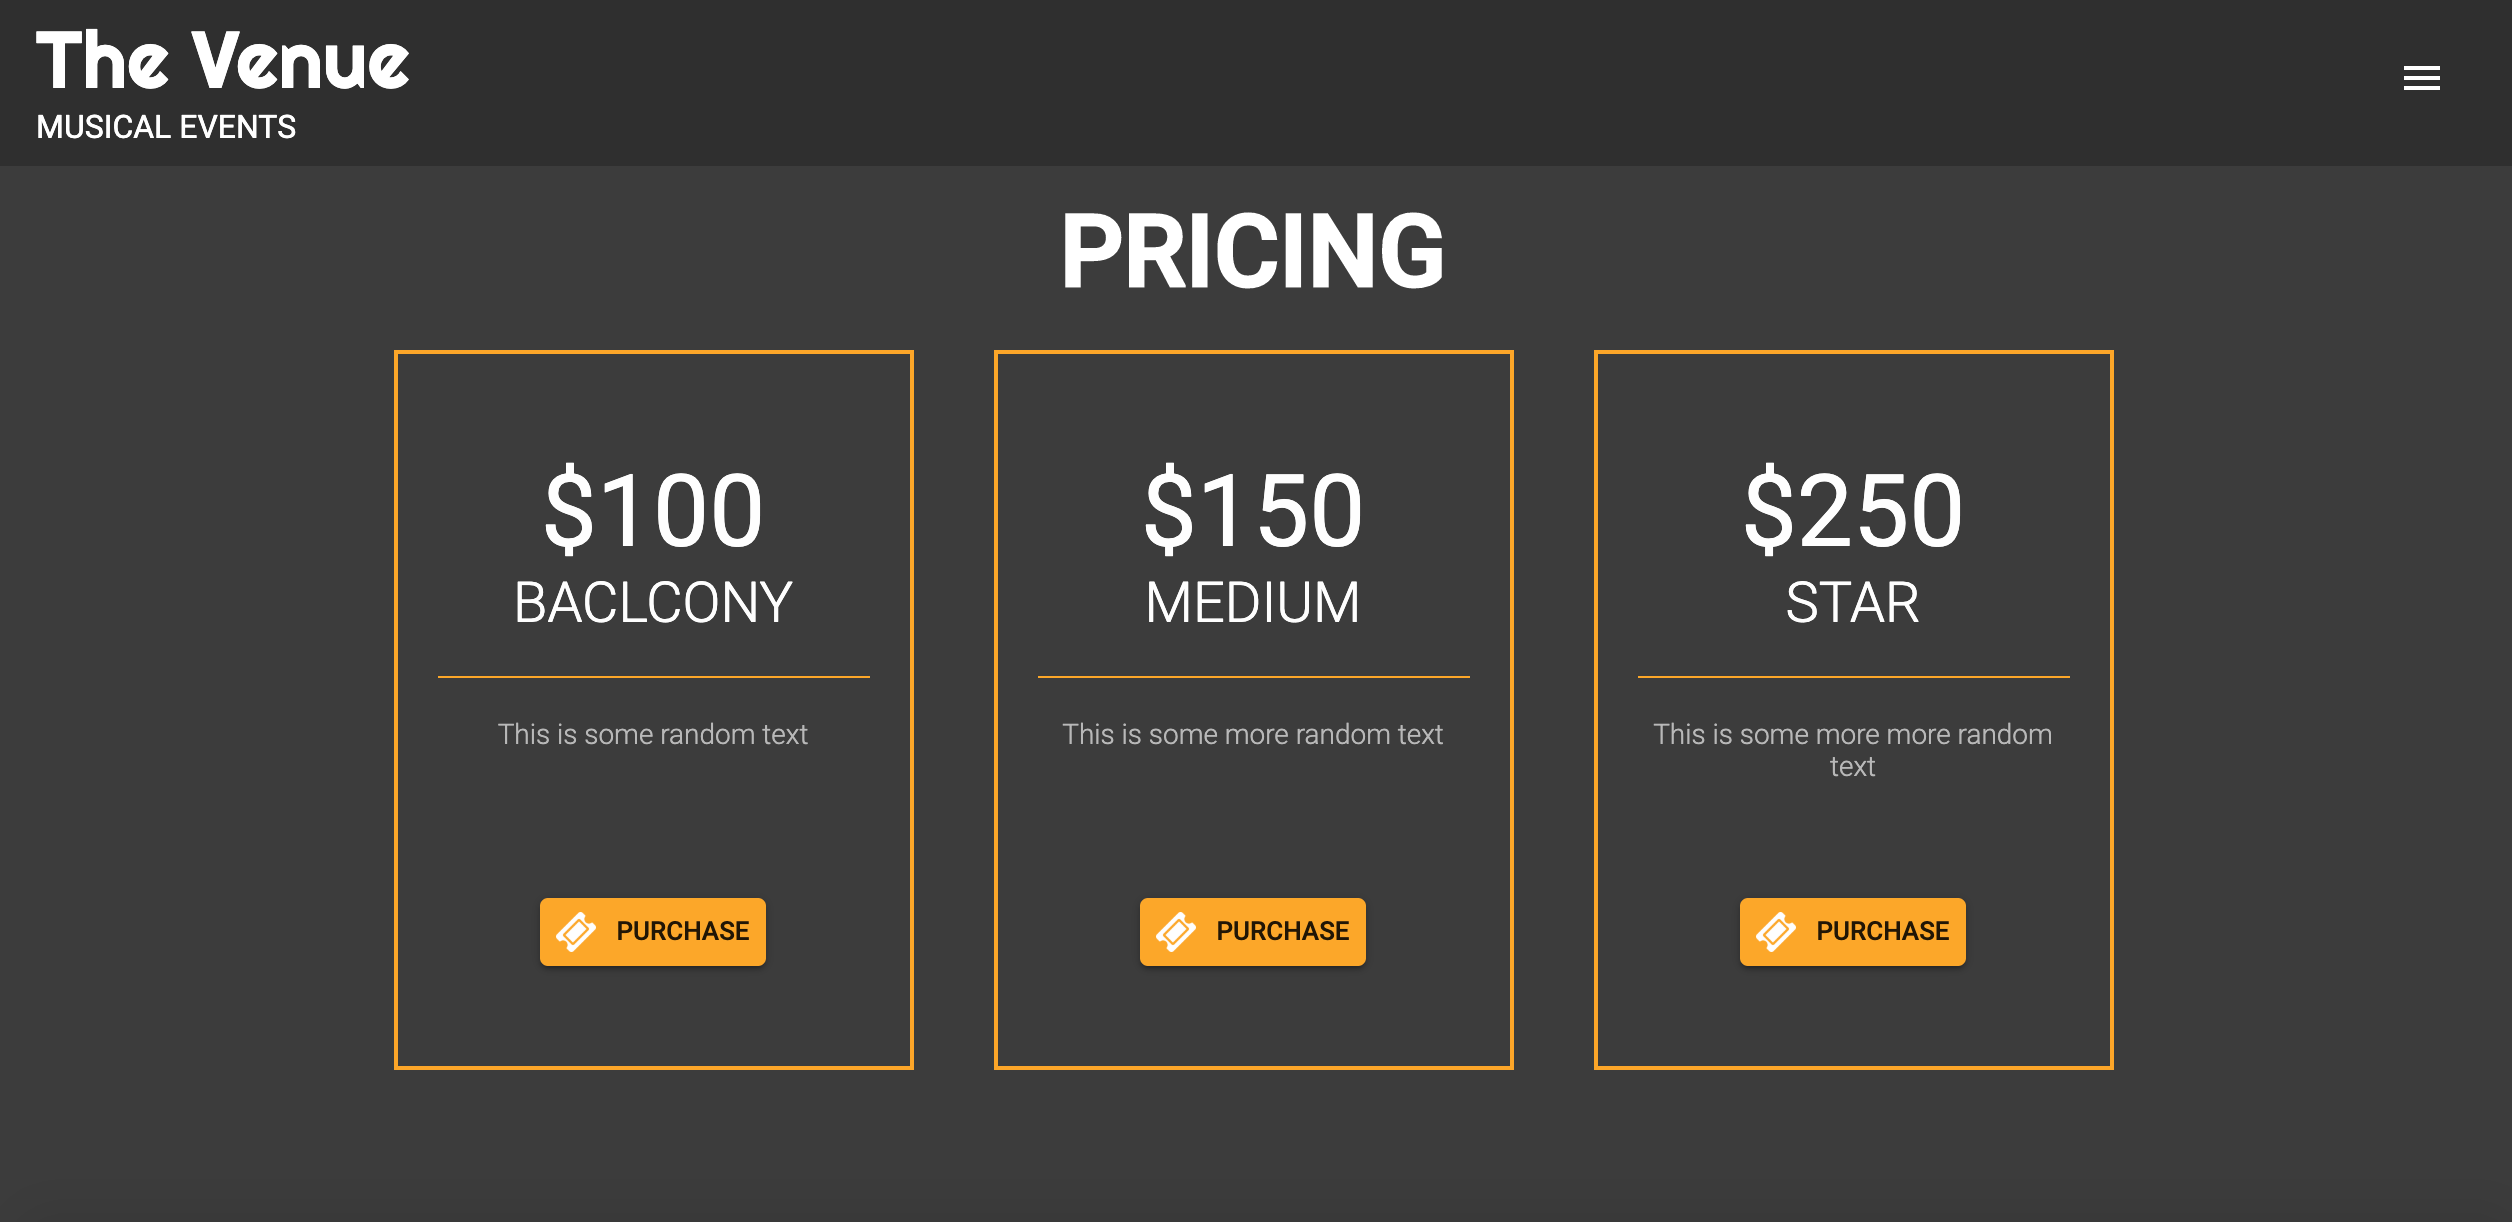 The Venue
MUSICAL EVENTS
PRICING
$100
BACLCONY
This is some random text
PURCHASE
$150
MEDIUM
This is some more random text
PURCHASE
$250
STAR
This is some more more random
text
PURCHASE